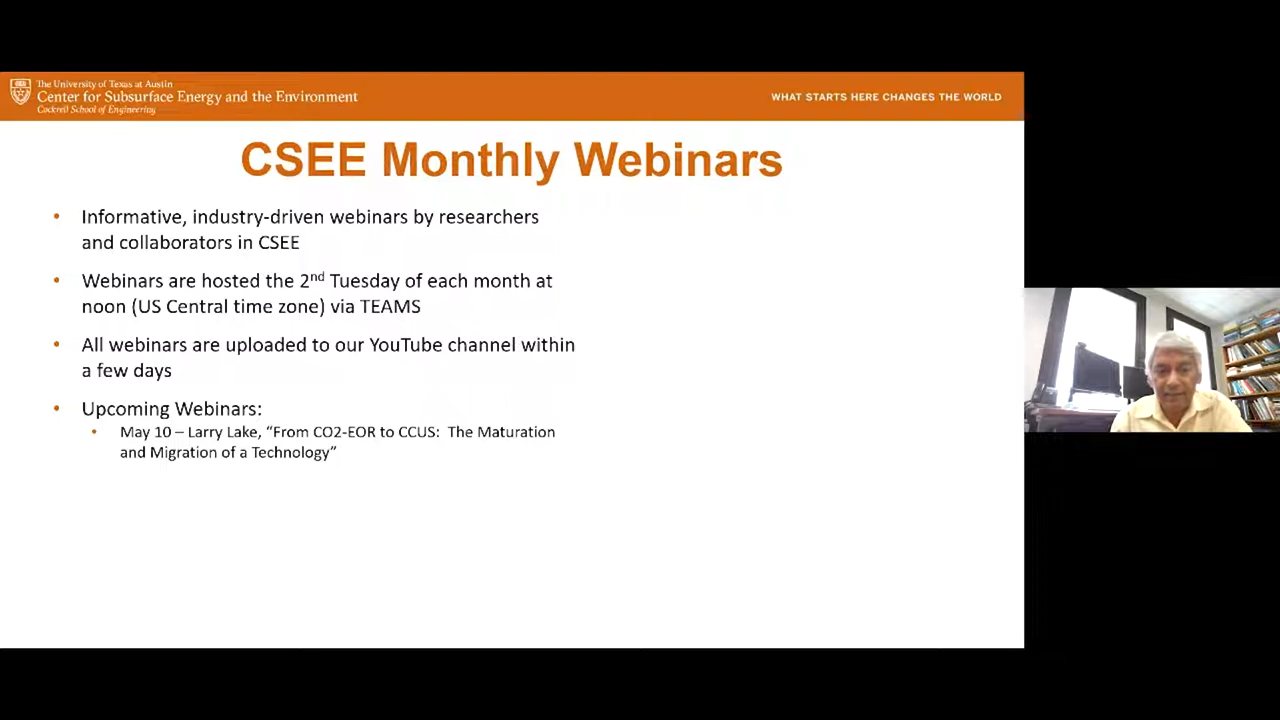 The University of Texas at Austin
Center for Subsurface Energy and the Environment
Cockrell School of Engineering
WHAT STARTS HERE CHANGES THE WORLD
CSEE Monthly Webinars
• Informative, industry-driven webinars by researchers
and collaborators in CSEE
• Webinars are hosted the 2nd Tuesday of each month at
noon (US Central time zone) via TEAMS
• All webinars are uploaded to our YouTube channel within
a few days
• Upcoming Webinars:
• May 10 – Larry Lake, “From CO2-EOR to CCUS: The Maturation
and Migration of a Technology”